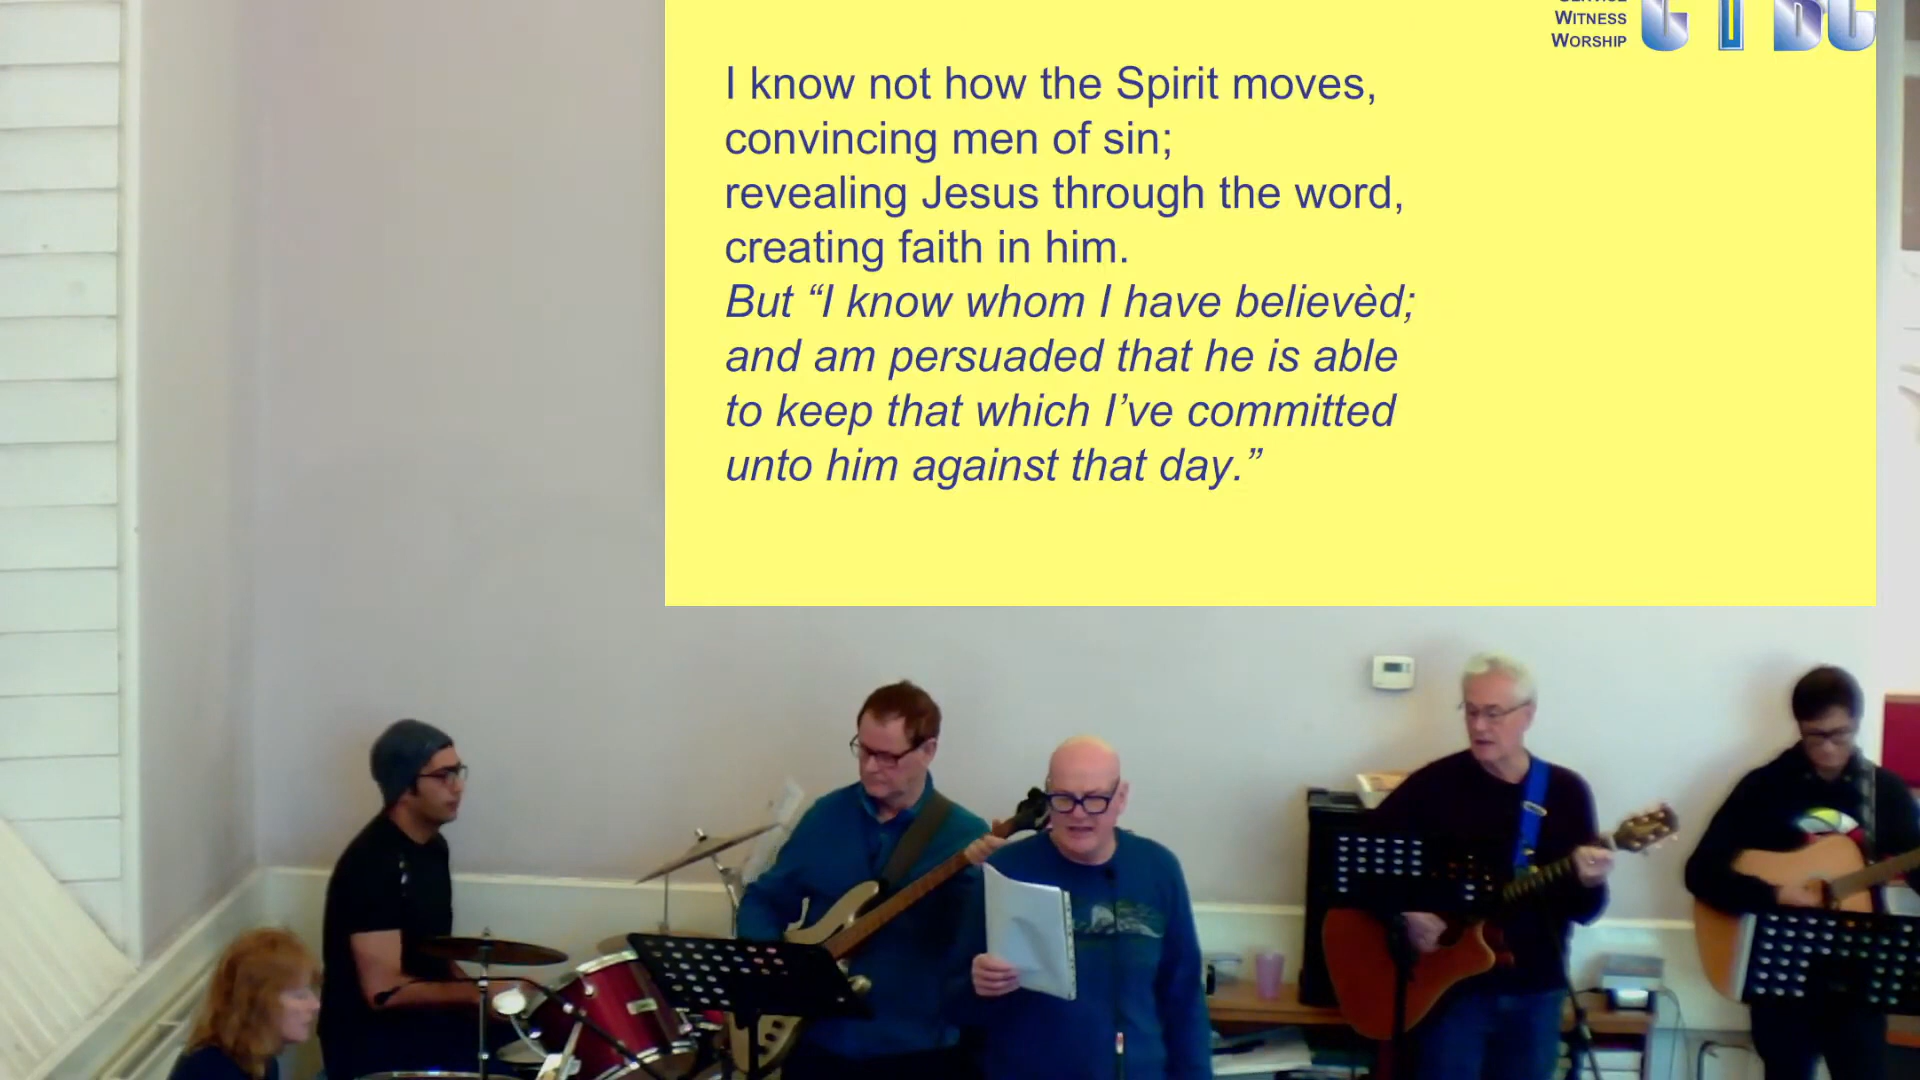 WITNESS
WORSHIP
I know not how the Spirit moves,
convincing men of sin;
revealing Jesus through the word,
creating faith in him.
But “I know whom I have believèd;
and am persuaded that he is able
to keep that which I’ve committed
unto him against that day.”